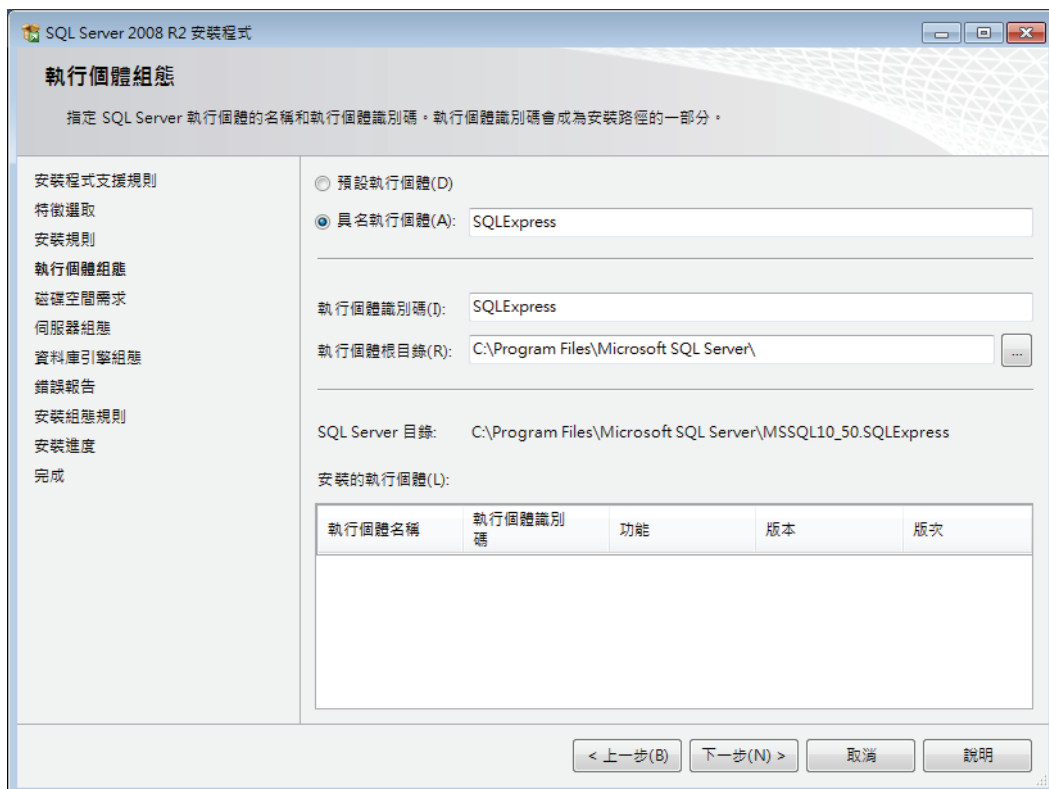 SQL Server 2008 R2 安裝程式
執行個體組態
指定 SQL Server 執行個體的名稱和執行個體識別碼。執行個體識別碼會成為安裝路徑的一部分。
安裝程式支援規則
特徵選取
安裝規則
執行個體組態
磁碟空間需求
伺服器組態
資料庫引擎組態
錯誤報告
安裝組態規則
安裝進度
完成
預設執行個體(D)
具名執行個體(A): SQLExpress
執行個體識別碼(I): SQLExpress
執行個體根目錄(R): C:\Program Files\Microsoft SQL Server\ ...
SQL Server 目錄: C:\Program Files\Microsoft SQL Server\MSSQL10_50.SQLExpress
安裝的執行個體(L):
執行個體名稱 執行個體識別碼 功能 版本 版次
< 上一步(B) 下一步(N) > 取消 說明